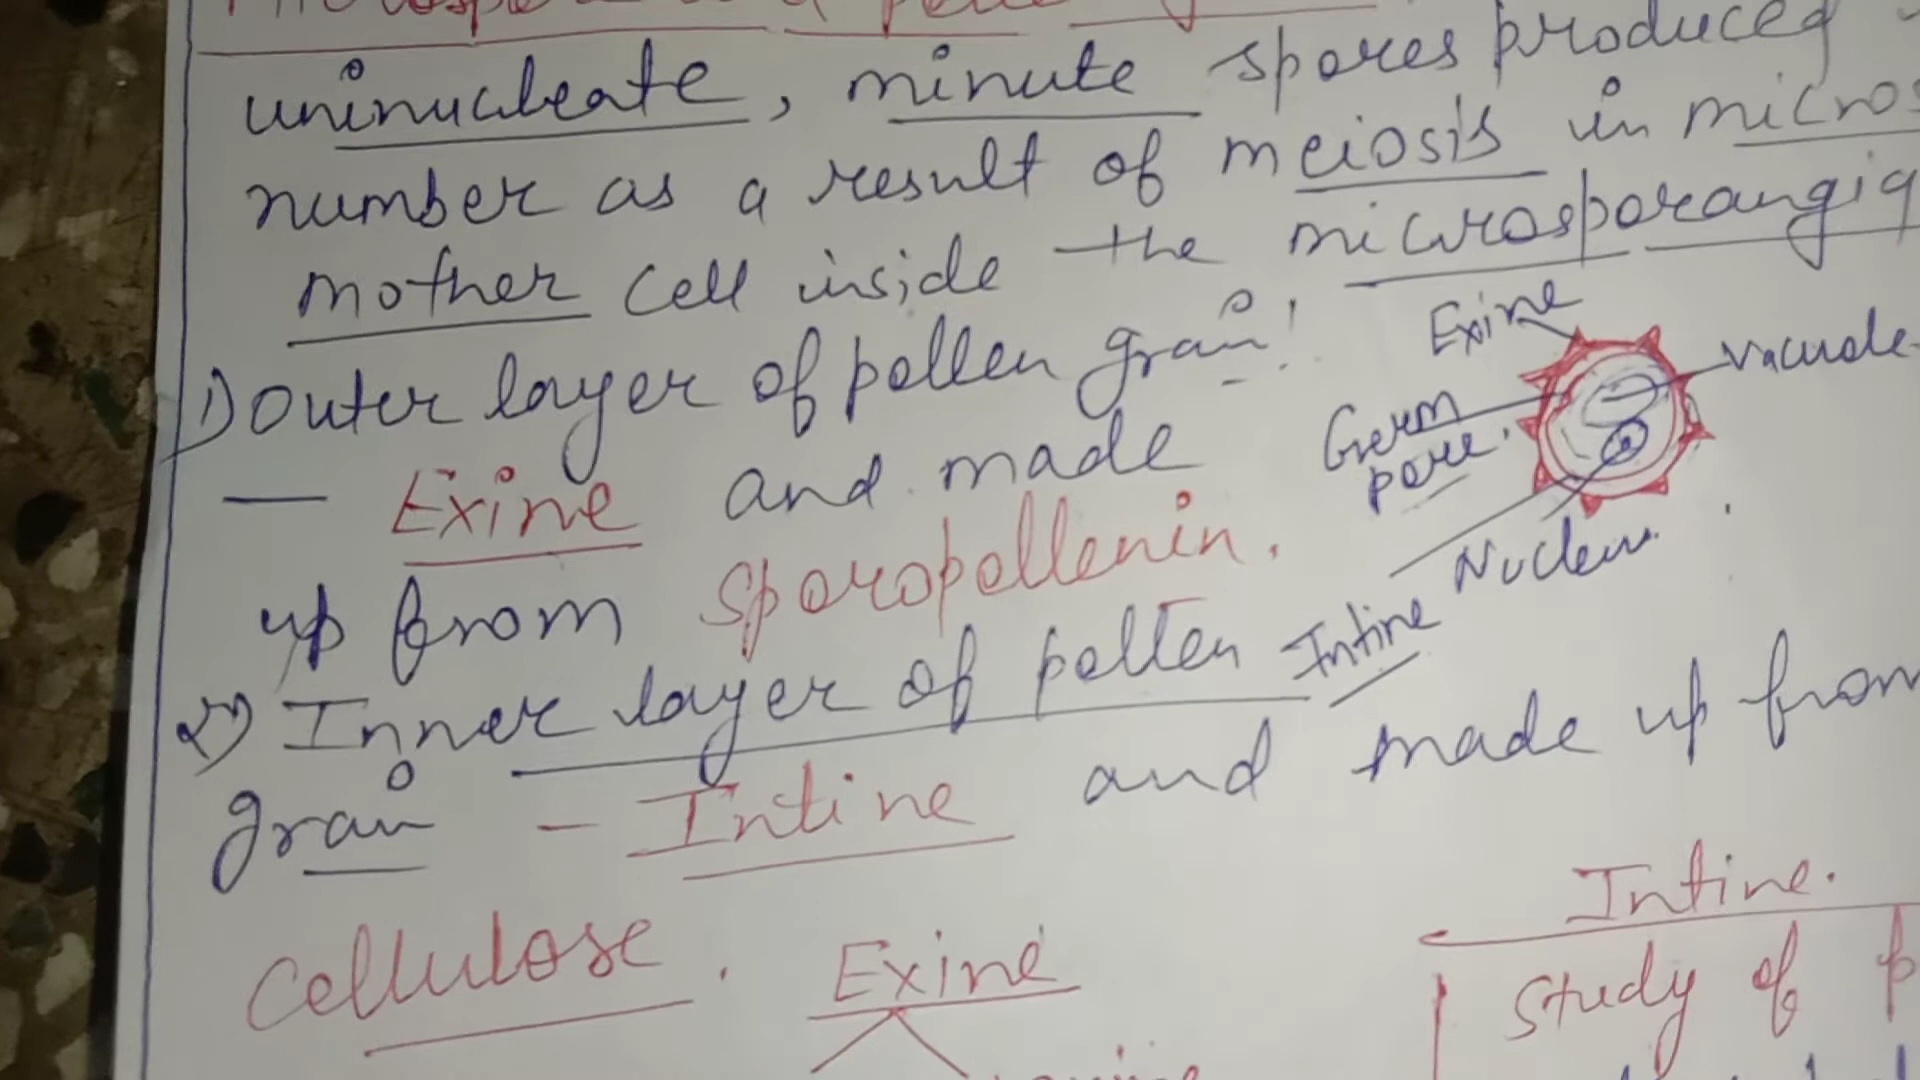 uninucleate, minute spores produced
number as a result of meiosis in micros
mother cell inside the microsporangia
1) Outer layer of pollen grain!
— Exine and made
up from sporopollenin.
2) Inner layer of pollen
grain - Intine and made up from
cellulose.
Exine
Vacuole
Germ
pore.
Nucleus.
Intine
Exine
Intine.
Study of p